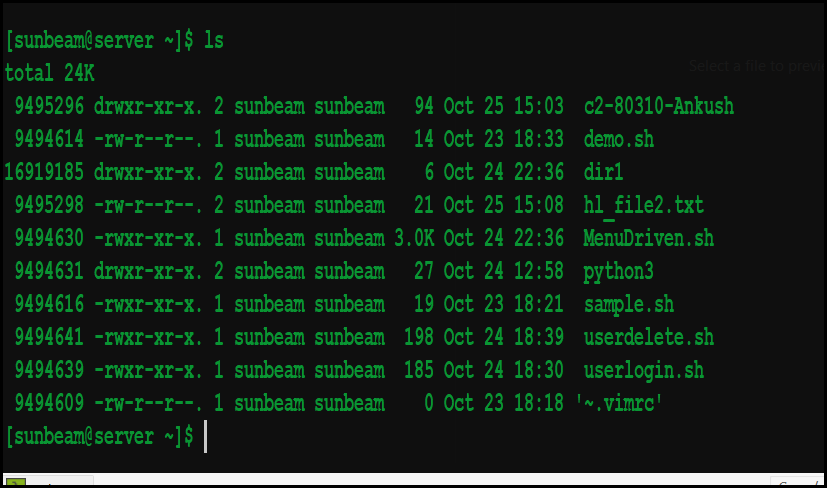 [sunbeam@server ~]$ ls
total 24K
 9495296 drwxr-xr-x. 2 sunbeam sunbeam   94 Oct 25 15:03  c2-80310-Ankush
 9494614 -rw-r--r--. 1 sunbeam sunbeam   14 Oct 23 18:33  demo.sh
16919185 drwxr-xr-x. 2 sunbeam sunbeam    6 Oct 24 22:36  dir1
 9495298 -rw-r--r--. 2 sunbeam sunbeam   21 Oct 25 15:08  hl_file2.txt
 9494630 -rwxr-xr-x. 1 sunbeam sunbeam 3.0K Oct 24 22:36  MenuDriven.sh
 9494631 drwxr-xr-x. 2 sunbeam sunbeam   27 Oct 24 12:58  python3
 9494616 -rwxr-xr-x. 1 sunbeam sunbeam   19 Oct 23 18:21  sample.sh
 9494641 -rwxr-xr-x. 1 sunbeam sunbeam  198 Oct 24 18:39  userdelete.sh
 9494639 -rwxr-xr-x. 1 sunbeam sunbeam  185 Oct 24 18:30  userlogin.sh
 9494609 -rw-r--r--. 1 sunbeam sunbeam    0 Oct 23 18:18 '~.vimrc'
[sunbeam@server ~]$
Select a file to previe